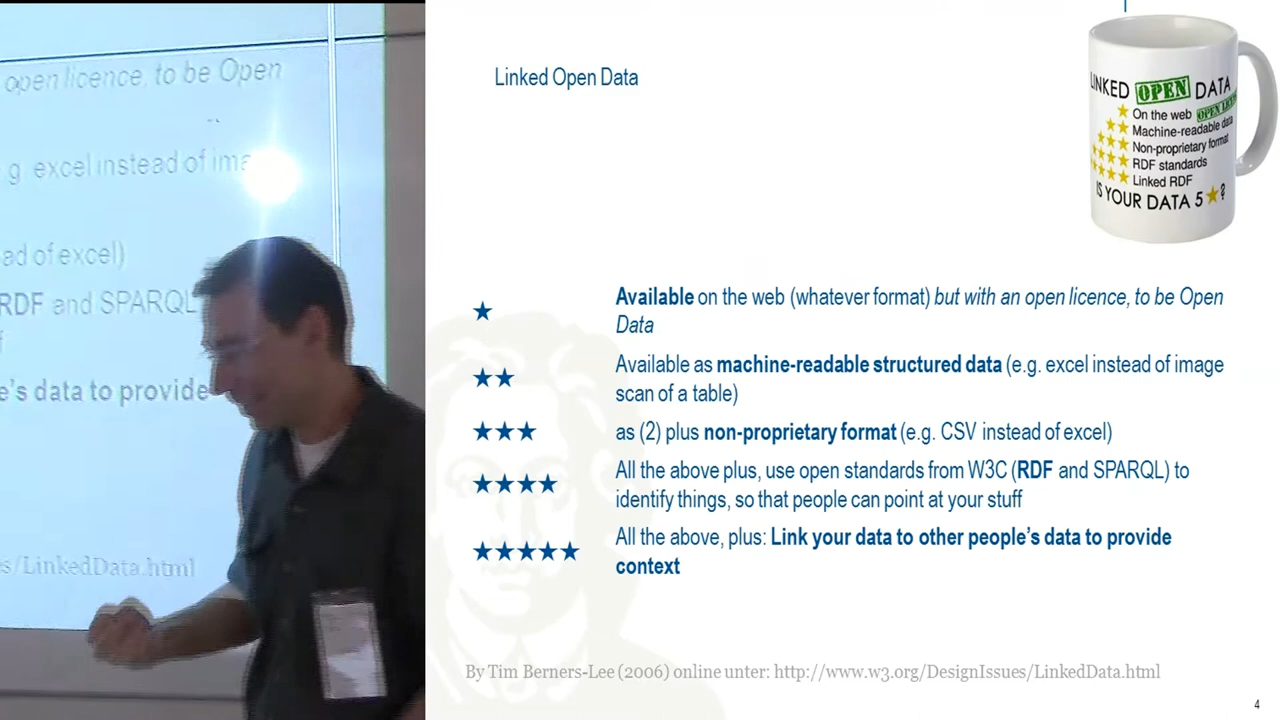 open licence, to be Open
g excel instead of ima
ad of excel)
RDF and SPARQL
e's data to provide
s/LinkedData.html
Linked Open Data
LINKED OPEN DATA
On the web OPEN LIC
Machine-readable data
Non-proprietary format
RDF standards
Linked RDF
IS YOUR DATA 5 ★?
★ Available on the web (whatever format) but with an open licence, to be Open
Data
★★ Available as machine-readable structured data (e.g. excel instead of image
scan of a table)
★★★ as (2) plus non-proprietary format (e.g. CSV instead of excel)
★★★★ All the above plus, use open standards from W3C (RDF and SPARQL) to
identify things, so that people can point at your stuff
★★★★★ All the above, plus: Link your data to other people's data to provide
context
By Tim Berners-Lee (2006) online unter: http://www.w3.org/DesignIssues/LinkedData.html
4